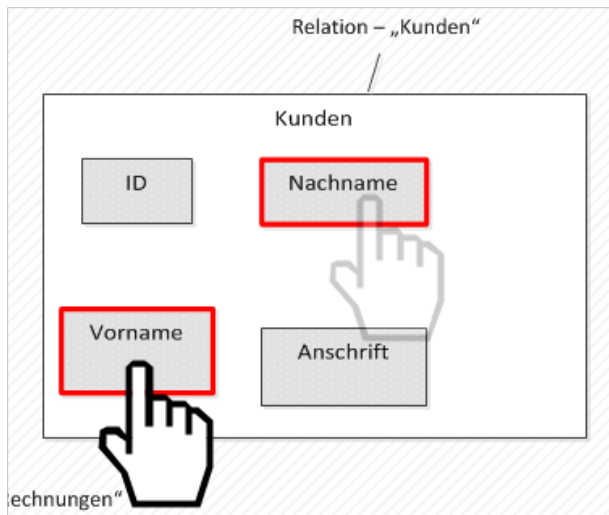 Relation – „Kunden“
Kunden
ID
Nachname
Vorname
Anschrift
echnungen“